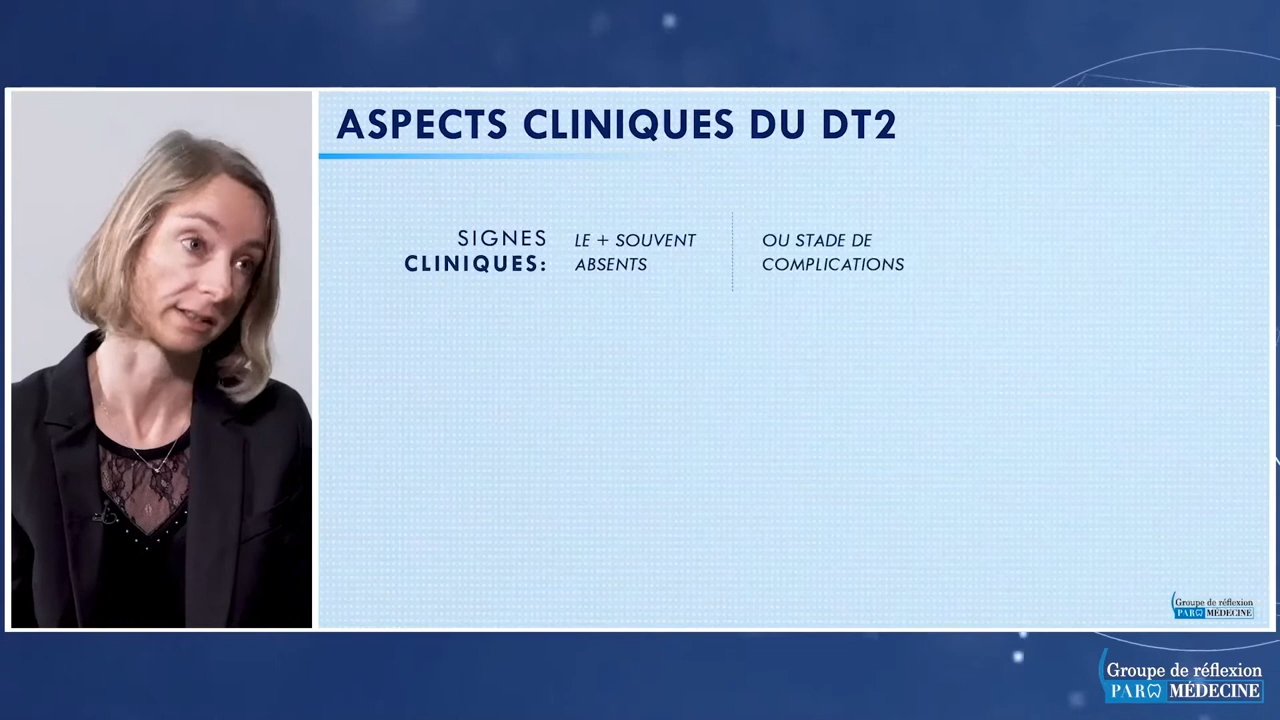 ASPECTS CLINIQUES DU DT2
SIGNES
CLINIQUES:
LE + SOUVENT
ABSENTS
OU STADE DE
COMPLICATIONS
Groupe de réflexion
PARO MÉDECINE
Groupe de réflexion
PARO MÉDECINE